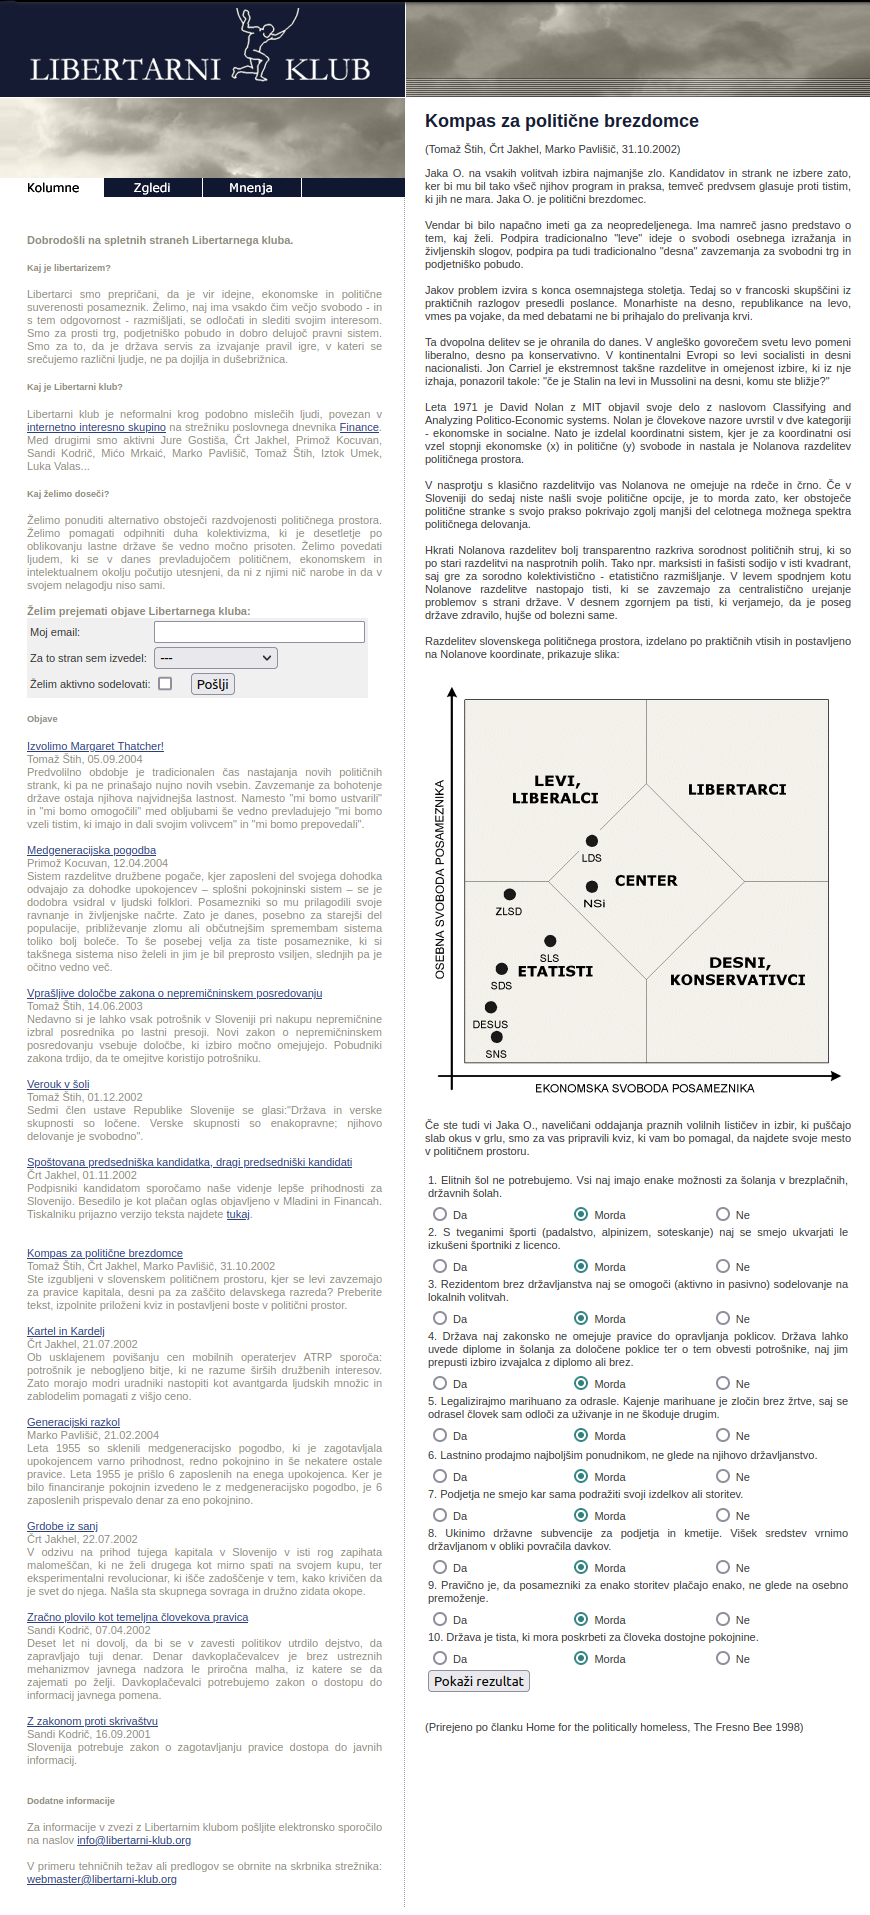 LIBERTARNI KLUB
Kolumne
Zgledi
Mnenja
Dobrodošli na spletnih straneh Libertarnega kluba.
Kaj je libertarizem?
Libertarci smo prepričani, da je vir idejne, ekonomske in politične
suverenosti posameznik. Želimo, naj ima vsakdo čim večjo svobodo - in
s tem odgovornost - razmišljati, se odločati in slediti svojim interesom.
Smo za prosti trg, podjetniško pobudo in dobro delujoč pravni sistem.
Smo za to, da je država servis za izvajanje pravil igre, v kateri se
srečujemo različni ljudje, ne pa dojilja in dušebrižnica.
Kaj je Libertarni klub?
Libertarni klub je neformalni krog podobno mislečih ljudi, povezan v
internetno interesno skupino na strežniku poslovnega dnevnika Finance.
Med drugimi smo aktivni Jure Gostiša, Črt Jakhel, Primož Kocuvan,
Sandi Kodrič, Mićo Mrkaić, Marko Pavlišič, Tomaž Štih, Iztok Umek,
Luka Valas...
Kaj želimo doseči?
Želimo ponuditi alternativo obstoječi razdvojenosti političnega prostora.
Želimo pomagati odpihniti duha kolektivizma, ki je desetletje po
oblikovanju lastne države še vedno močno prisoten. Želimo povedati
ljudem, ki se v danes prevladujočem političnem, ekonomskem in
intelektualnem okolju počutijo utesnjeni, da ni z njimi nič narobe in da v
svojem nelagodju niso sami.
Želim prejemati objave Libertarnega kluba:
Moj email:
Za to stran sem izvedel: ---
Želim aktivno sodelovati: Pošlji
Objave
Izvolimo Margaret Thatcher!
Tomaž Štih, 05.09.2004
Predvolilno obdobje je tradicionalen čas nastajanja novih političnih
strank, ki pa ne prinašajo nujno novih vsebin. Zavzemanje za bohotenje
države ostaja njihova najvidnejša lastnost. Namesto "mi bomo ustvarili"
in "mi bomo omogočili" med obljubami še vedno prevladujejo "mi bomo
vzeli tistim, ki imajo in dali svojim volivcem" in "mi bomo prepovedali".
Medgeneracijska pogodba
Primož Kocuvan, 12.04.2004
Sistem razdelitve družbene pogače, kjer zaposleni del svojega dohodka
odvajajo za dohodke upokojencev – splošni pokojninski sistem – se je
dodobra vsidral v ljudski folklori. Posamezniki so mu prilagodili svoje
ravnanje in življenjske načrte. Zato je danes, posebno za starejši del
populacije, približevanje zlomu ali občutnejšim spremembam sistema
toliko bolj boleče. To še posebej velja za tiste posameznike, ki si
takšnega sistema niso želeli in jim je bil preprosto vsiljen, slednjih pa je
očitno vedno več.
Vprašljive določbe zakona o nepremičninskem posredovanju
Tomaž Štih, 14.06.2003
Nedavno si je lahko vsak potrošnik v Sloveniji pri nakupu nepremičnine
izbral posrednika po lastni presoji. Novi zakon o nepremičninskem
posredovanju vsebuje določbe, ki izbiro močno omejujejo. Pobudniki
zakona trdijo, da te omejitve koristijo potrošniku.
Verouk v šoli
Tomaž Štih, 01.12.2002
Sedmi člen ustave Republike Slovenije se glasi:"Država in verske
skupnosti so ločene. Verske skupnosti so enakopravne; njihovo
delovanje je svobodno".
Spoštovana predsedniška kandidatka, dragi predsedniški kandidati
Črt Jakhel, 01.11.2002
Podpisniki kandidatom sporočamo naše videnje lepše prihodnosti za
Slovenijo. Besedilo je kot plačan oglas objavljeno v Mladini in Financah.
Tiskalniku prijazno verzijo teksta najdete tukaj.
Kompas za politične brezdomce
Tomaž Štih, Črt Jakhel, Marko Pavlišič, 31.10.2002
Ste izgubljeni v slovenskem političnem prostoru, kjer se levi zavzemajo
za pravice kapitala, desni pa za zaščito delavskega razreda? Preberite
tekst, izpolnite priloženi kviz in postavljeni boste v politični prostor.
Kartel in Kardelj
Črt Jakhel, 21.07.2002
Ob usklajenem povišanju cen mobilnih operaterjev ATRP sporoča:
potrošnik je nebogljeno bitje, ki ne razume širših družbenih interesov.
Zato morajo modri uradniki nastopiti kot avantgarda ljudskih množic in
zablodelim pomagati z višjo ceno.
Generacijski razkol
Marko Pavlišič, 21.02.2004
Leta 1955 so sklenili medgeneracijsko pogodbo, ki je zagotavljala
upokojencem varno prihodnost, redno pokojnino in še nekatere ostale
pravice. Leta 1955 je prišlo 6 zaposlenih na enega upokojenca. Ker je
bilo financiranje pokojnin izvedeno le z medgeneracijsko pogodbo, je 6
zaposlenih prispevalo denar za eno pokojnino.
Grdobe iz sanj
Črt Jakhel, 22.07.2002
V odzivu na prihod tujega kapitala v Slovenijo v isti rog zapihata
malomeščan, ki ne želi drugega kot mirno spati na svojem kupu, ter
eksperimentalni revolucionar, ki išče zadoščenje v tem, kako krivičen da
je svet do njega. Našla sta skupnega sovraga in družno zidata okope.
Zračno plovilo kot temeljna človekova pravica
Sandi Kodrič, 07.04.2002
Deset let ni dovolj, da bi se v zavesti politikov utrdilo dejstvo, da
zapravljajo tuji denar. Denar davkoplačevalcev je brez ustreznih
mehanizmov javnega nadzora le priročna malha, iz katere se da
zajemati po želji. Davkoplačevalci potrebujemo zakon o dostopu do
informacij javnega pomena.
Z zakonom proti skrivaštvu
Sandi Kodrič, 16.09.2001
Slovenija potrebuje zakon o zagotavljanju pravice dostopa do javnih
informacij.
Dodatne informacije
Za informacije v zvezi z Libertarnim klubom pošljite elektronsko sporočilo
na naslov info@libertarni-klub.org
V primeru tehničnih težav ali predlogov se obrnite na skrbnika strežnika:
webmaster@libertarni-klub.org
Kompas za politične brezdomce
(Tomaž Štih, Črt Jakhel, Marko Pavlišič, 31.10.2002)
Jaka O. na vsakih volitvah izbira najmanjše zlo. Kandidatov in strank ne izbere zato,
ker bi mu bil tako všeč njihov program in praksa, temveč predvsem glasuje proti tistim,
ki jih ne mara. Jaka O. je politični brezdomec.
Vendar bi bilo napačno imeti ga za neopredeljenega. Ima namreč jasno predstavo o
tem, kaj želi. Podpira tradicionalno "leve" ideje o svobodi osebnega izražanja in
življenjskih slogov, podpira pa tudi tradicionalno "desna" zavzemanja za svobodni trg in
podjetniško pobudo.
Jakov problem izvira s konca osemnajstega stoletja. Tedaj so v francoski skupščini iz
praktičnih razlogov presedli poslance. Monarhiste na desno, republikance na levo,
vmes pa vojake, da med debatami ne bi prihajalo do prelivanja krvi.
Ta dvopolna delitev se je ohranila do danes. V angleško govorečem svetu levo pomeni
liberalno, desno pa konservativno. V kontinentalni Evropi so levi socialisti in desni
nacionalisti. Jon Carriel je ekstremnost takšne razdelitve in omejenost izbire, ki iz nje
izhaja, ponazoril takole: "če je Stalin na levi in Mussolini na desni, komu ste bližje?"
Leta 1971 je David Nolan z MIT objavil svoje delo z naslovom Classifying and
Analyzing Politico-Economic systems. Nolan je človekove nazore uvrstil v dve kategoriji
- ekonomske in socialne. Nato je izdelal koordinatni sistem, kjer je za koordinatni osi
vzel stopnji ekonomske (x) in politične (y) svobode in nastala je Nolanova razdelitev
političnega prostora.
V nasprotju s klasično razdelitvijo vas Nolanova ne omejuje na rdeče in črno. Če v
Sloveniji do sedaj niste našli svoje politične opcije, je to morda zato, ker obstoječe
politične stranke s svojo prakso pokrivajo zgolj manjši del celotnega možnega spektra
političnega delovanja.
Hkrati Nolanova razdelitev bolj transparentno razkriva sorodnost političnih struj, ki so
po stari razdelitvi na nasprotnih polih. Tako npr. marksisti in fašisti sodijo v isti kvadrant,
saj gre za sorodno kolektivistično - etatistično razmišljanje. V levem spodnjem kotu
Nolanove razdelitve nastopajo tisti, ki se zavzemajo za centralistično urejanje
problemov s strani države. V desnem zgornjem pa tisti, ki verjamejo, da je poseg
države zdravilo, hujše od bolezni same.
Razdelitev slovenskega političnega prostora, izdelano po praktičnih vtisih in postavljeno
na Nolanove koordinate, prikazuje slika:
OSEBNA SVOBODA POSAMEZNIKA
LEVI,
LIBERALCI
LIBERTARCI
LDS
CENTER
NSi
ZLSD
SLS
ETATISTI
SDS
DESNI,
KONSERVATIVCI
DESUS
SNS
EKONOMSKA SVOBODA POSAMEZNIKA
Če ste tudi vi Jaka O., naveličani oddajanja praznih volilnih lističev in izbir, ki puščajo
slab okus v grlu, smo za vas pripravili kviz, ki vam bo pomagal, da najdete svoje mesto
v političnem prostoru.
1. Elitnih šol ne potrebujemo. Vsi naj imajo enake možnosti za šolanja v brezplačnih,
državnih šolah.
Da Morda Ne
2. S tveganimi športi (padalstvo, alpinizem, soteskanje) naj se smejo ukvarjati le
izkušeni športniki z licenco.
Da Morda Ne
3. Rezidentom brez državljanstva naj se omogoči (aktivno in pasivno) sodelovanje na
lokalnih volitvah.
Da Morda Ne
4. Država naj zakonsko ne omejuje pravice do opravljanja poklicov. Država lahko
uvede diplome in šolanja za določene poklice ter o tem obvesti potrošnike, naj jim
prepusti izbiro izvajalca z diplomo ali brez.
Da Morda Ne
5. Legalizirajmo marihuano za odrasle. Kajenje marihuane je zločin brez žrtve, saj se
odrasel človek sam odloči za uživanje in ne škoduje drugim.
Da Morda Ne
6. Lastnino prodajmo najboljšim ponudnikom, ne glede na njihovo državljanstvo.
Da Morda Ne
7. Podjetja ne smejo kar sama podražiti svoji izdelkov ali storitev.
Da Morda Ne
8. Ukinimo državne subvencije za podjetja in kmetije. Višek sredstev vrnimo
državljanom v obliki povračila davkov.
Da Morda Ne
9. Pravično je, da posamezniki za enako storitev plačajo enako, ne glede na osebno
premoženje.
Da Morda Ne
10. Država je tista, ki mora poskrbeti za človeka dostojne pokojnine.
Da Morda Ne
Pokaži rezultat
(Prirejeno po članku Home for the politically homeless, The Fresno Bee 1998)